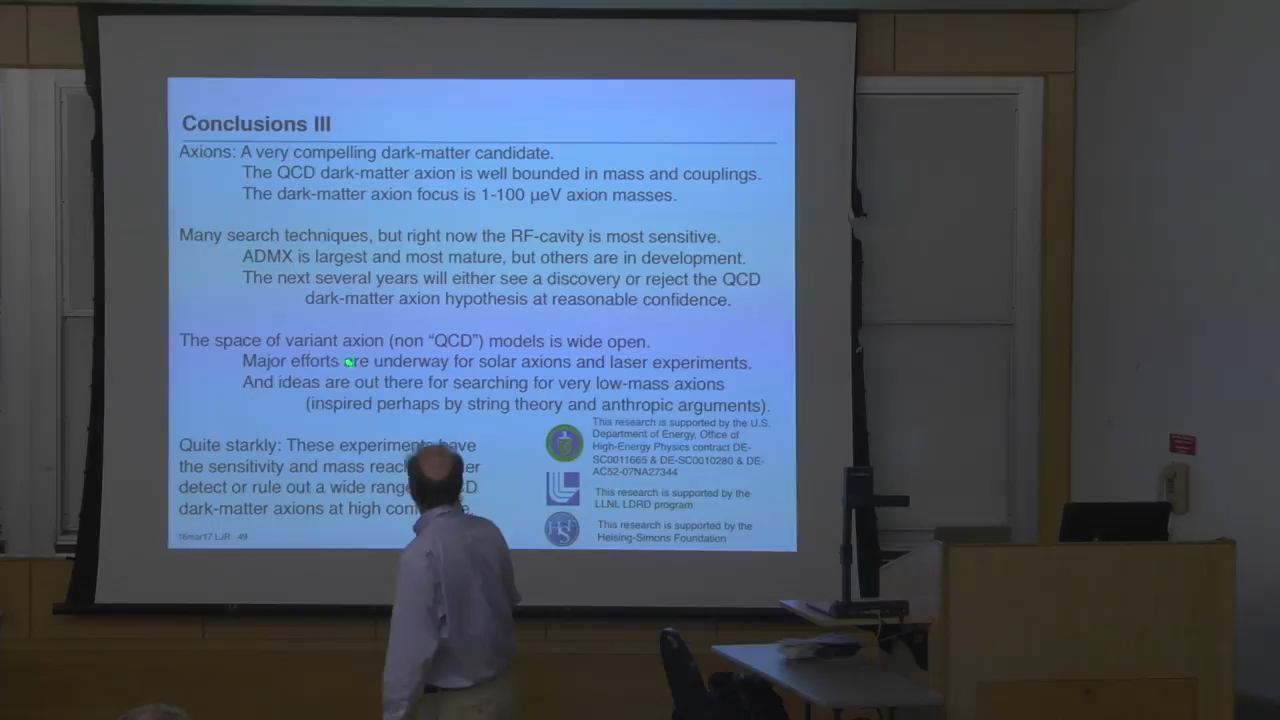 Conclusions III
Axions: A very compelling dark-matter candidate.
The QCD dark-matter axion is well bounded in mass and couplings.
The dark-matter axion focus is 1-100 µeV axion masses.
Many search techniques, but right now the RF-cavity is most sensitive.
ADMX is largest and most mature, but others are in development.
The next several years will either see a discovery or reject the QCD
dark-matter axion hypothesis at reasonable confidence.
The space of variant axion (non “QCD”) models is wide open.
Major efforts are underway for solar axions and laser experiments.
And ideas are out there for searching for very low-mass axions
(inspired perhaps by string theory and anthropic arguments).
Quite starkly: These experiments have
the sensitivity and mass
detect or rule out a wide range
dark-matter axions at high
16mar17 LJR 49
This research is supported by the U.S.
Department of Energy, Office of
High-Energy Physics contract DE-
SC0011665 & DE-SC0010280 & DE-
AC52-07NA27344
This research is supported by the
LLNL LDRD program
HSF
This research is supported by the
Heising-Simons Foundation